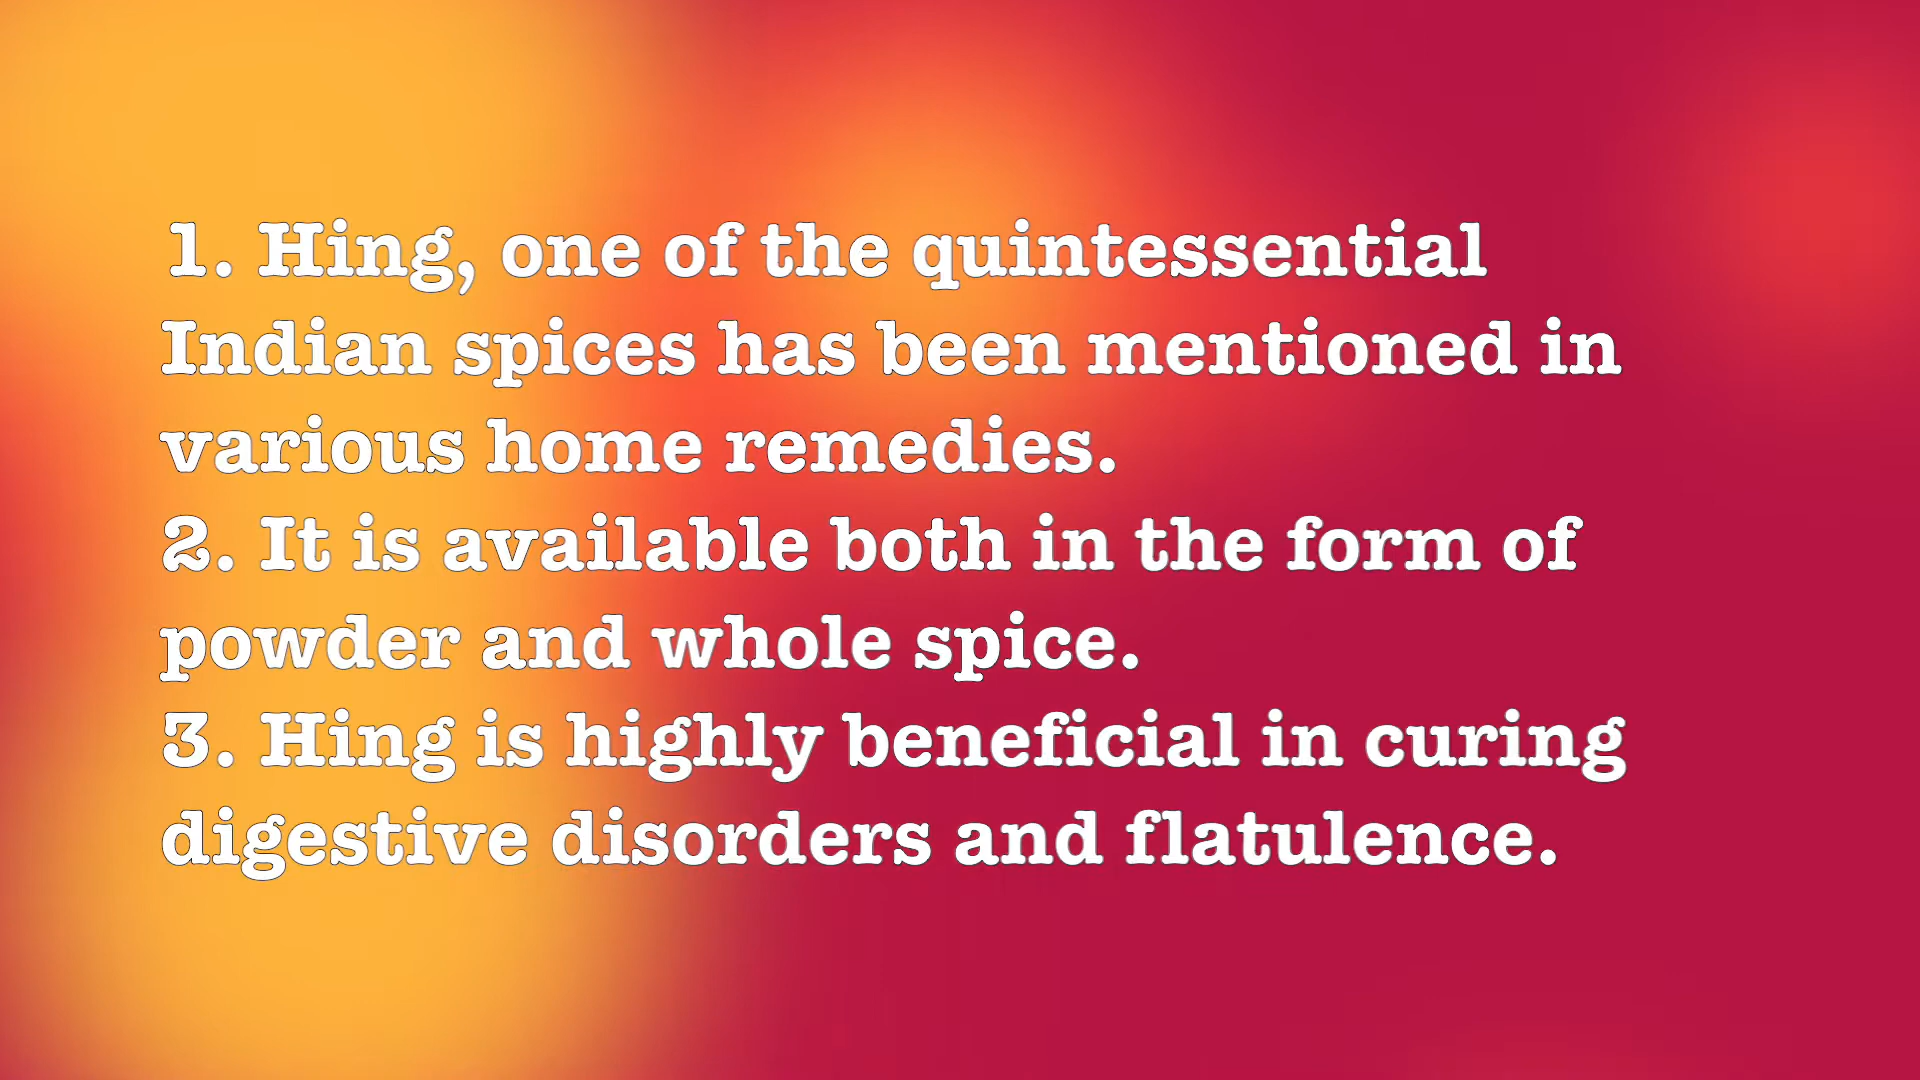 1. Hing, one of the quintessential
Indian spices has been mentioned in
various home remedies.
2. It is available both in the form of
powder and whole spice.
3. Hing is highly beneficial in curing
digestive disorders and flatulence.